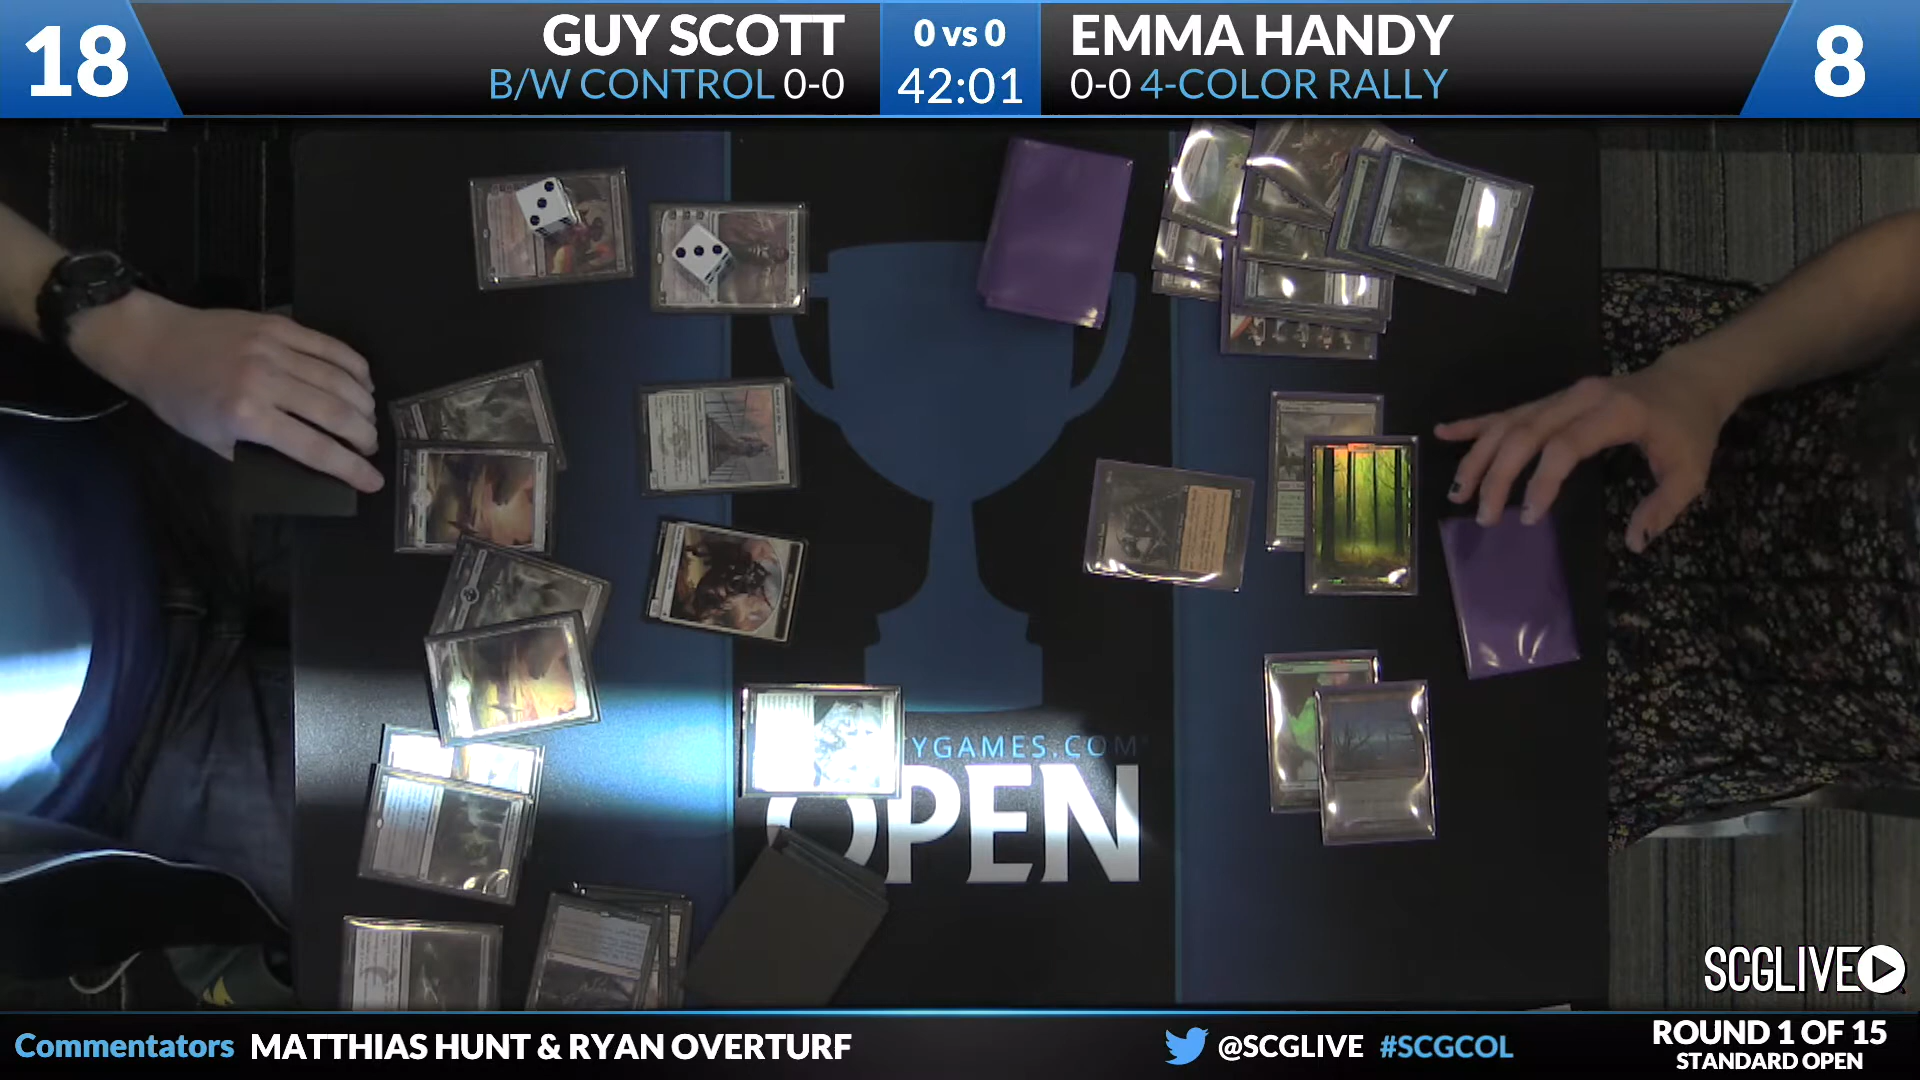 18
GUY SCOTT
B/W CONTROL 0-0
0 vs 0
42:01
EMMA HANDY
0-0 4-COLOR RALLY
8
TYGAMES.COM
OPEN
SCGLIVE
Commentators MATTHIAS HUNT & RYAN OVERTURF
@SCGLIVE #SCGCOL
ROUND 1 OF 15
STANDARD OPEN